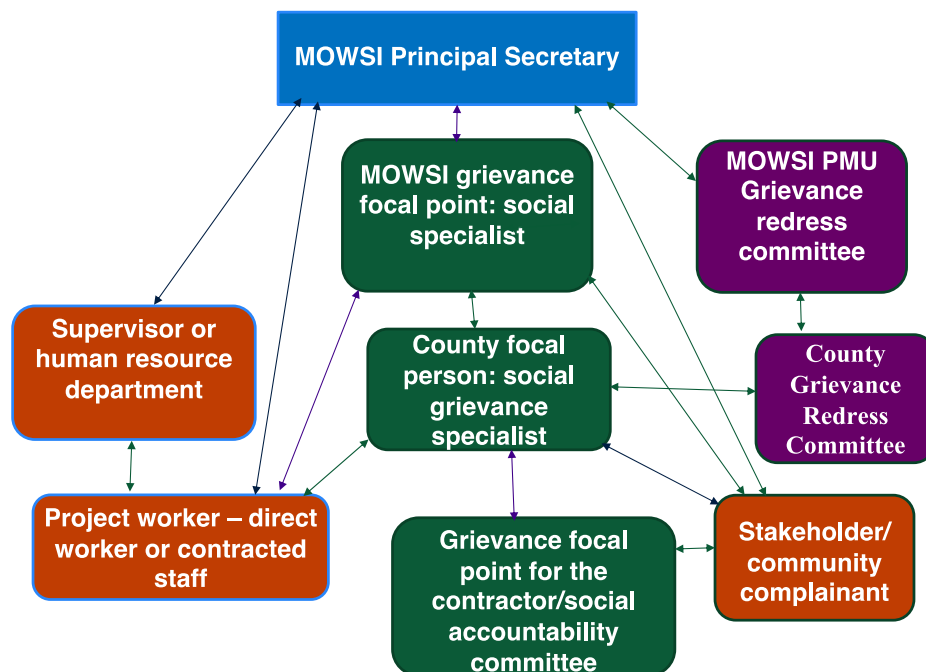 MOWSI Principal Secretary
MOWSI grievance
focal point: social
specialist
MOWSI PMU
Grievance
redress
committee
Supervisor or
human resource
department
County focal
person: social
grievance
specialist
County
Grievance
Redress
Committee
Project worker – direct
worker or contracted
staff
Grievance focal
point for the
contractor/social
accountability
committee
Stakeholder/
community
complainant